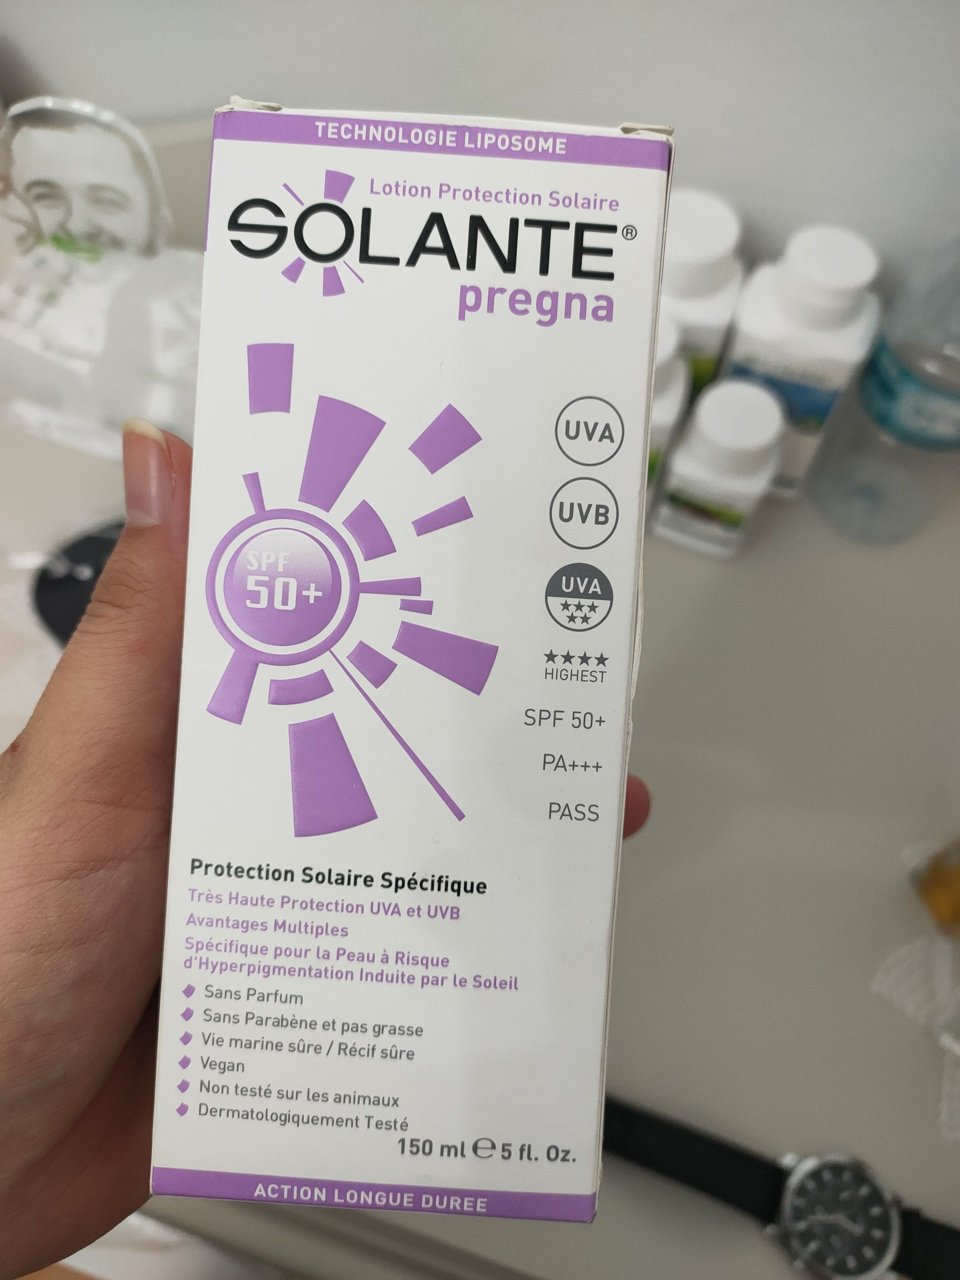 TECHNOLOGIE LIPOSOME
Lotion Protection Solaire
SOLANTE®
pregna
UVA
UVB
UVA
★★★
★★
★★★★
HIGHEST
SPF 50+
PA+++
PASS
SPF
50+
Protection Solaire Spécifique
Très Haute Protection UVA et UVB
Avantages Multiples
Spécifique pour la Peau à Risque
d'Hyperpigmentation Induite par le Soleil
Sans Parfum
Sans Parabène et pas grasse
Vie marine sûre / Récif sûre
Vegan
Non testé sur les animaux
Dermatologiquement Testé
150 ml ℮ 5 fl. Oz.
ACTION LONGUE DUREE